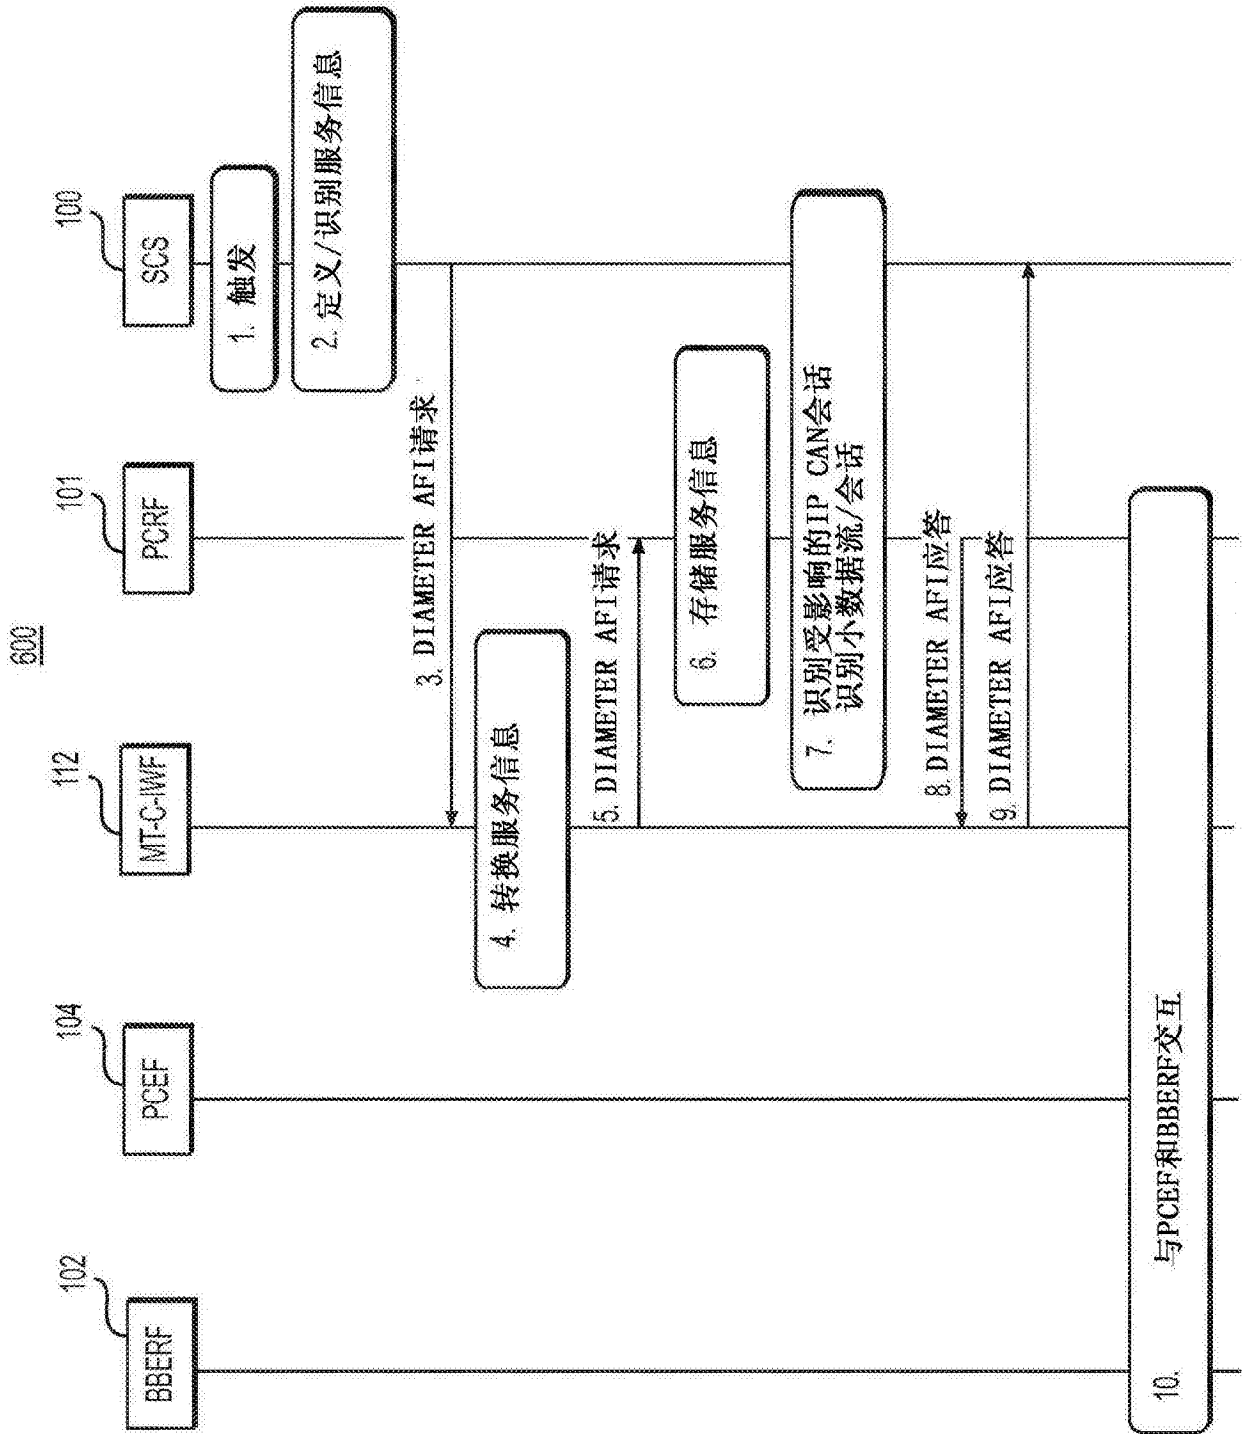 600
BBERF
102
PCEF
104
MT-C-IWF
112
PCRF
101
SCS
100
1. 触发
2. 定义/识别服务信息
3. DIAMETER AFI请求
4. 转换服务信息
5. DIAMETER AFI请求
6. 存储服务信息
7. 识别受影响的IP CAN会话
识别小数据流/会话
8. DIAMETER AFI应答
9. DIAMETER AFI应答
10. 与PCEF和BBERF交互